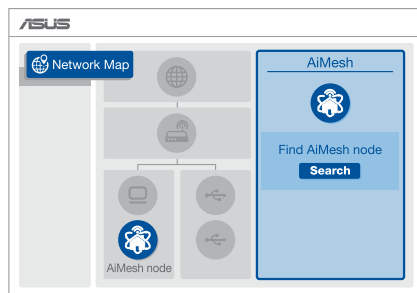 ASUS
Network Map
AiMesh
Find AiMesh node
Search
AiMesh node